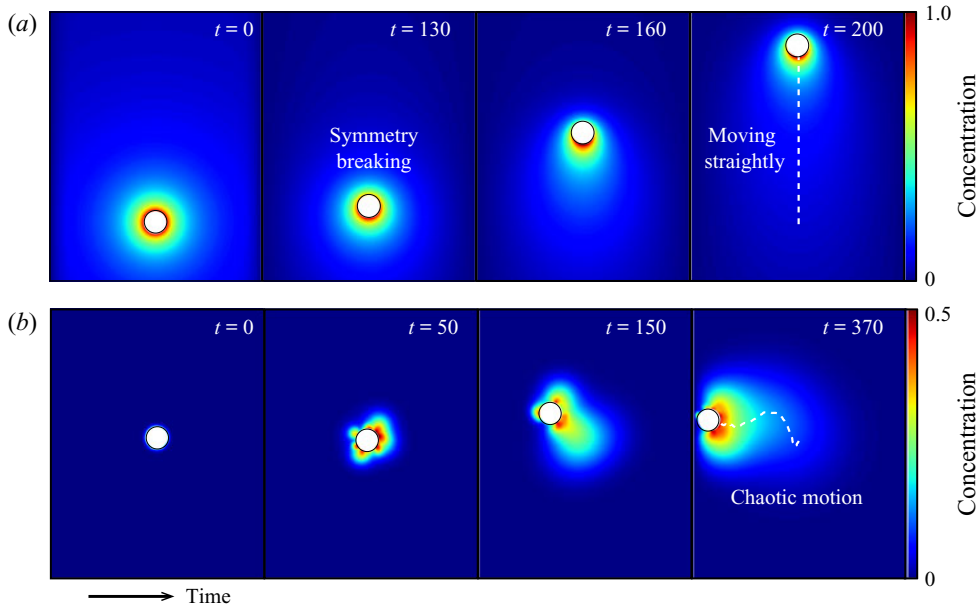 (a)
t = 0
t = 130
t = 160
t = 200
1.0
Symmetry
breaking
Moving
straightly
Concentration
0
(b)
t = 0
t = 50
t = 150
t = 370
0.5
Chaotic motion
Concentration
0
Time